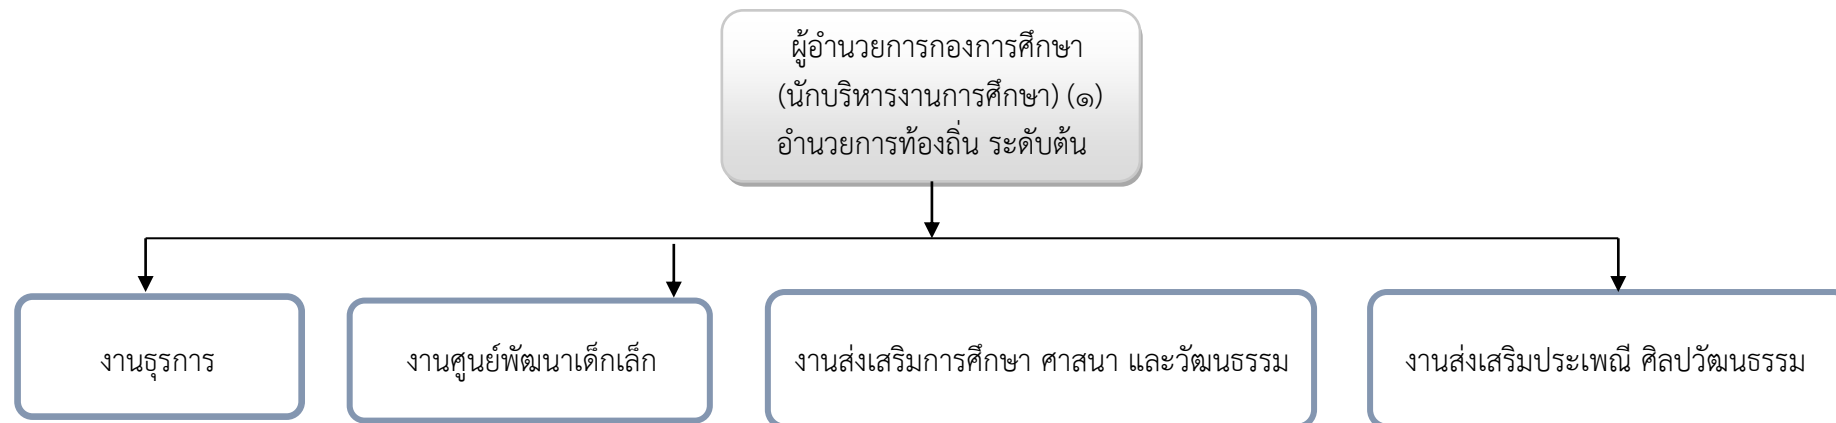 ผู้อำนวยการกองการศึกษา
(นักบริหารงานการศึกษา) (๑)
อำนวยการท้องถิ่น ระดับต้น
งานธุรการ
งานศูนย์พัฒนาเด็กเล็ก
งานส่งเสริมการศึกษา ศาสนา และวัฒนธรรม
งานส่งเสริมประเพณี ศิลปวัฒนธรรม